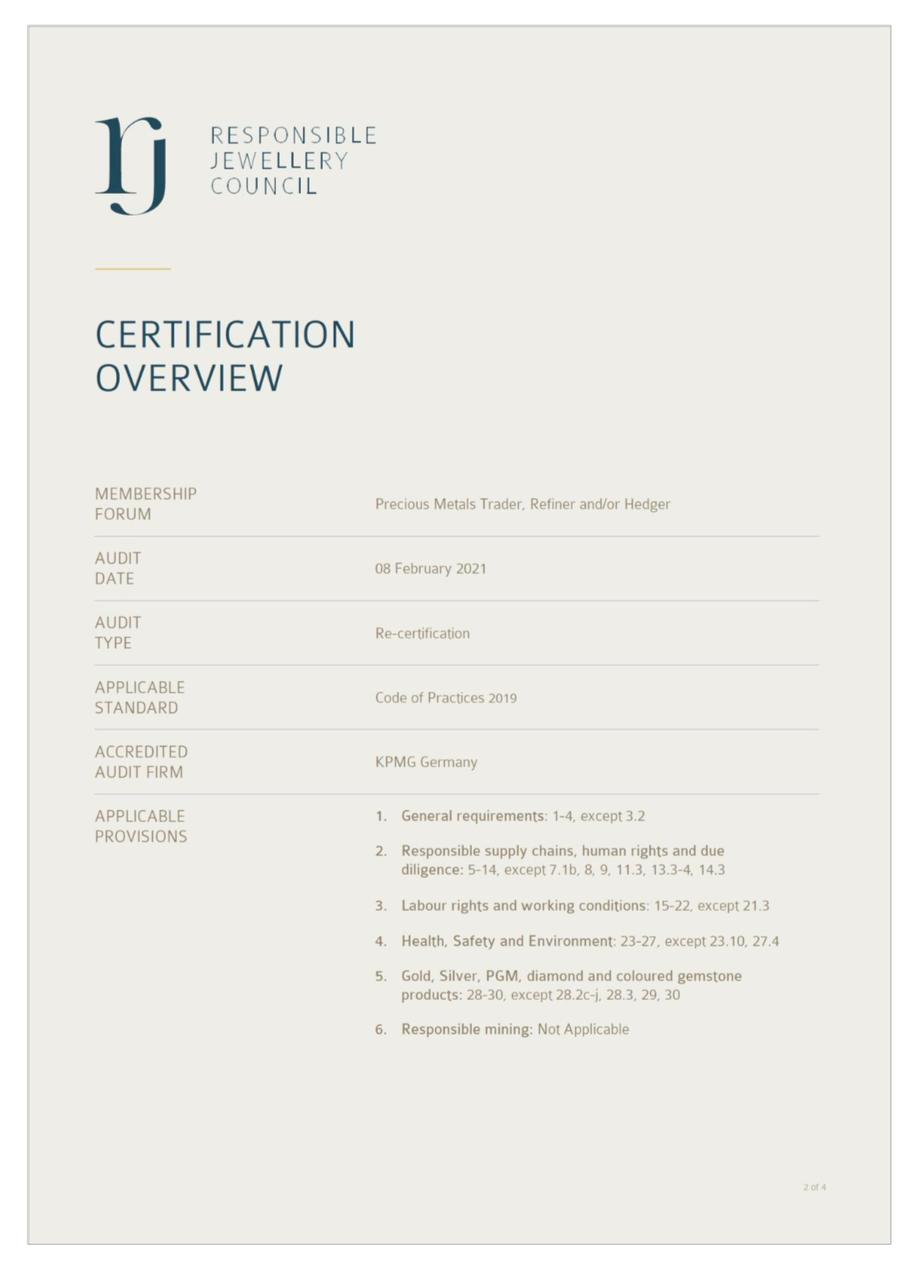 rj
RESPONSIBLE
JEWELLERY
COUNCIL
CERTIFICATION
OVERVIEW
MEMBERSHIP
FORUM
Precious Metals Trader, Refiner and/or Hedger
AUDIT
DATE
08 February 2021
AUDIT
TYPE
Re-certification
APPLICABLE
STANDARD
Code of Practices 2019
ACCREDITED
AUDIT FIRM
KPMG Germany
APPLICABLE
PROVISIONS
1. General requirements: 1-4, except 3.2
2. Responsible supply chains, human rights and due
diligence: 5-14, except 7.1b, 8, 9, 11.3, 13.3-4, 14.3
3. Labour rights and working conditions: 15-22, except 21.3
4. Health, Safety and Environment: 23-27, except 23.10, 27.4
5. Gold, Silver, PGM, diamond and coloured gemstone
products: 28-30, except 28.2c-j, 28.3, 29, 30
6. Responsible mining: Not Applicable
2 of 4